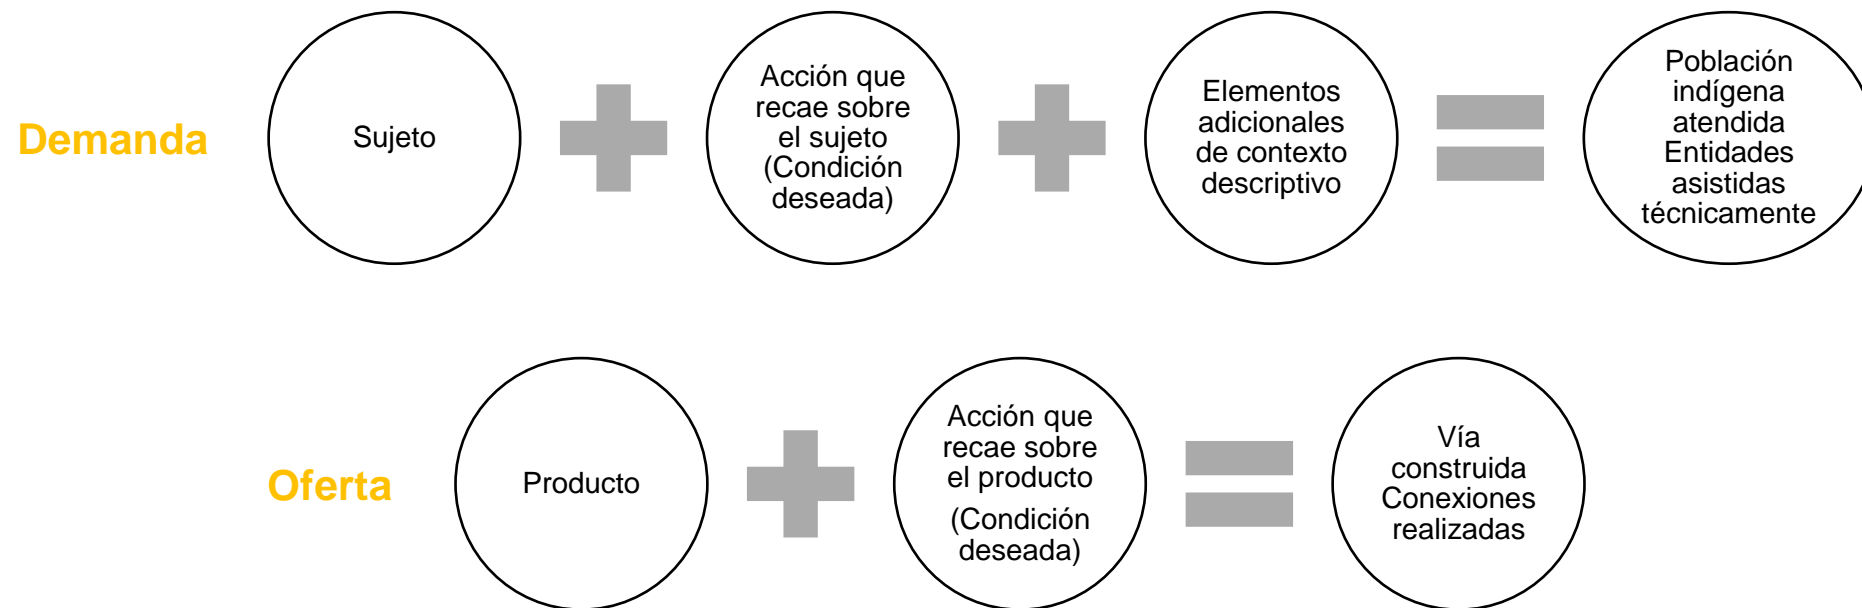 Demanda
Sujeto
Acción que
recae sobre
el sujeto
(Condición
deseada)
Elementos
adicionales
de contexto
descriptivo
Población
indígena
atendida
Entidades
asistidas
técnicamente
Oferta
Producto
Acción que
recae sobre
el producto
(Condición
deseada)
Vía
construida
Conexiones
realizadas